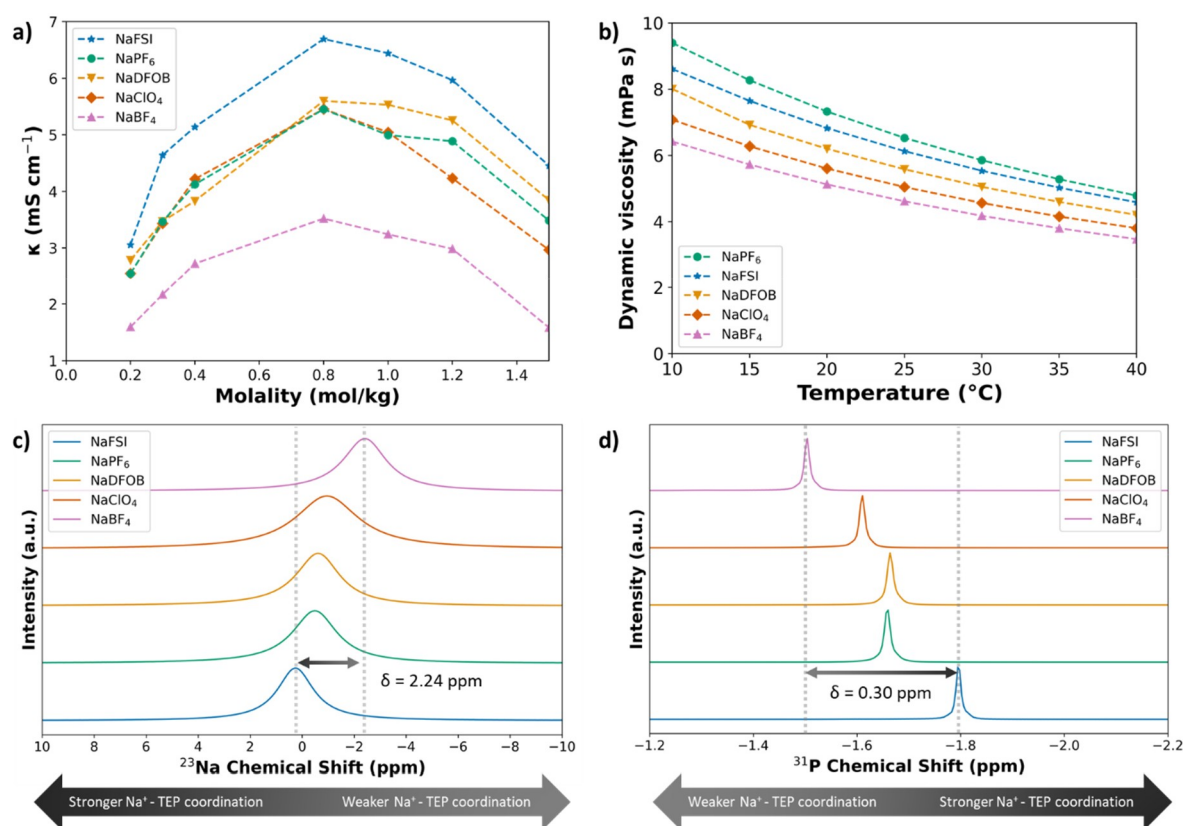 a)
7
6
5
4
3
2
1
κ (mS cm⁻¹)
NaFSI
NaPF₆
NaDFOB
NaClO₄
NaBF₄
0.0 0.2 0.4 0.6 0.8 1.0 1.2 1.4
Molality (mol/kg)
b)
10
8
6
4
2
0
Dynamic viscosity (mPa s)
NaPF₆
NaFSI
NaDFOB
NaClO₄
NaBF₄
10 15 20 25 30 35 40
Temperature (°C)
c)
Intensity (a.u.)
NaFSI
NaPF₆
NaDFOB
NaClO₄
NaBF₄
δ = 2.24 ppm
10 8 6 4 2 0 −2 −4 −6 −8 −10
²³Na Chemical Shift (ppm)
Stronger Na⁺ - TEP coordination Weaker Na⁺ - TEP coordination
d)
Intensity (a.u.)
NaFSI
NaPF₆
NaDFOB
NaClO₄
NaBF₄
δ = 0.30 ppm
−1.2 −1.4 −1.6 −1.8 −2.0 −2.2
³¹P Chemical Shift (ppm)
Weaker Na⁺ - TEP coordination Stronger Na⁺ - TEP coordination